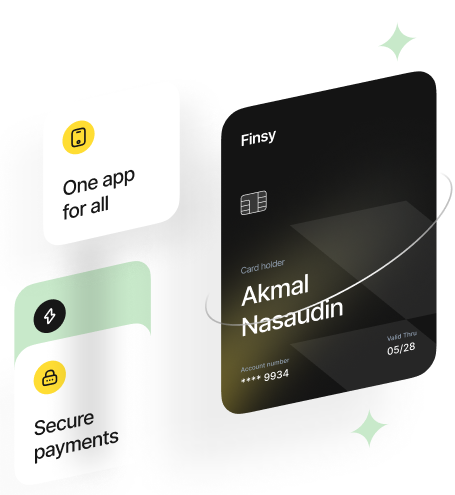 One app
for all
Secure
payments
Finsy
Card holder
Akmal
Nasaudin
Account number
**** 9934
Valid Thru
05/28